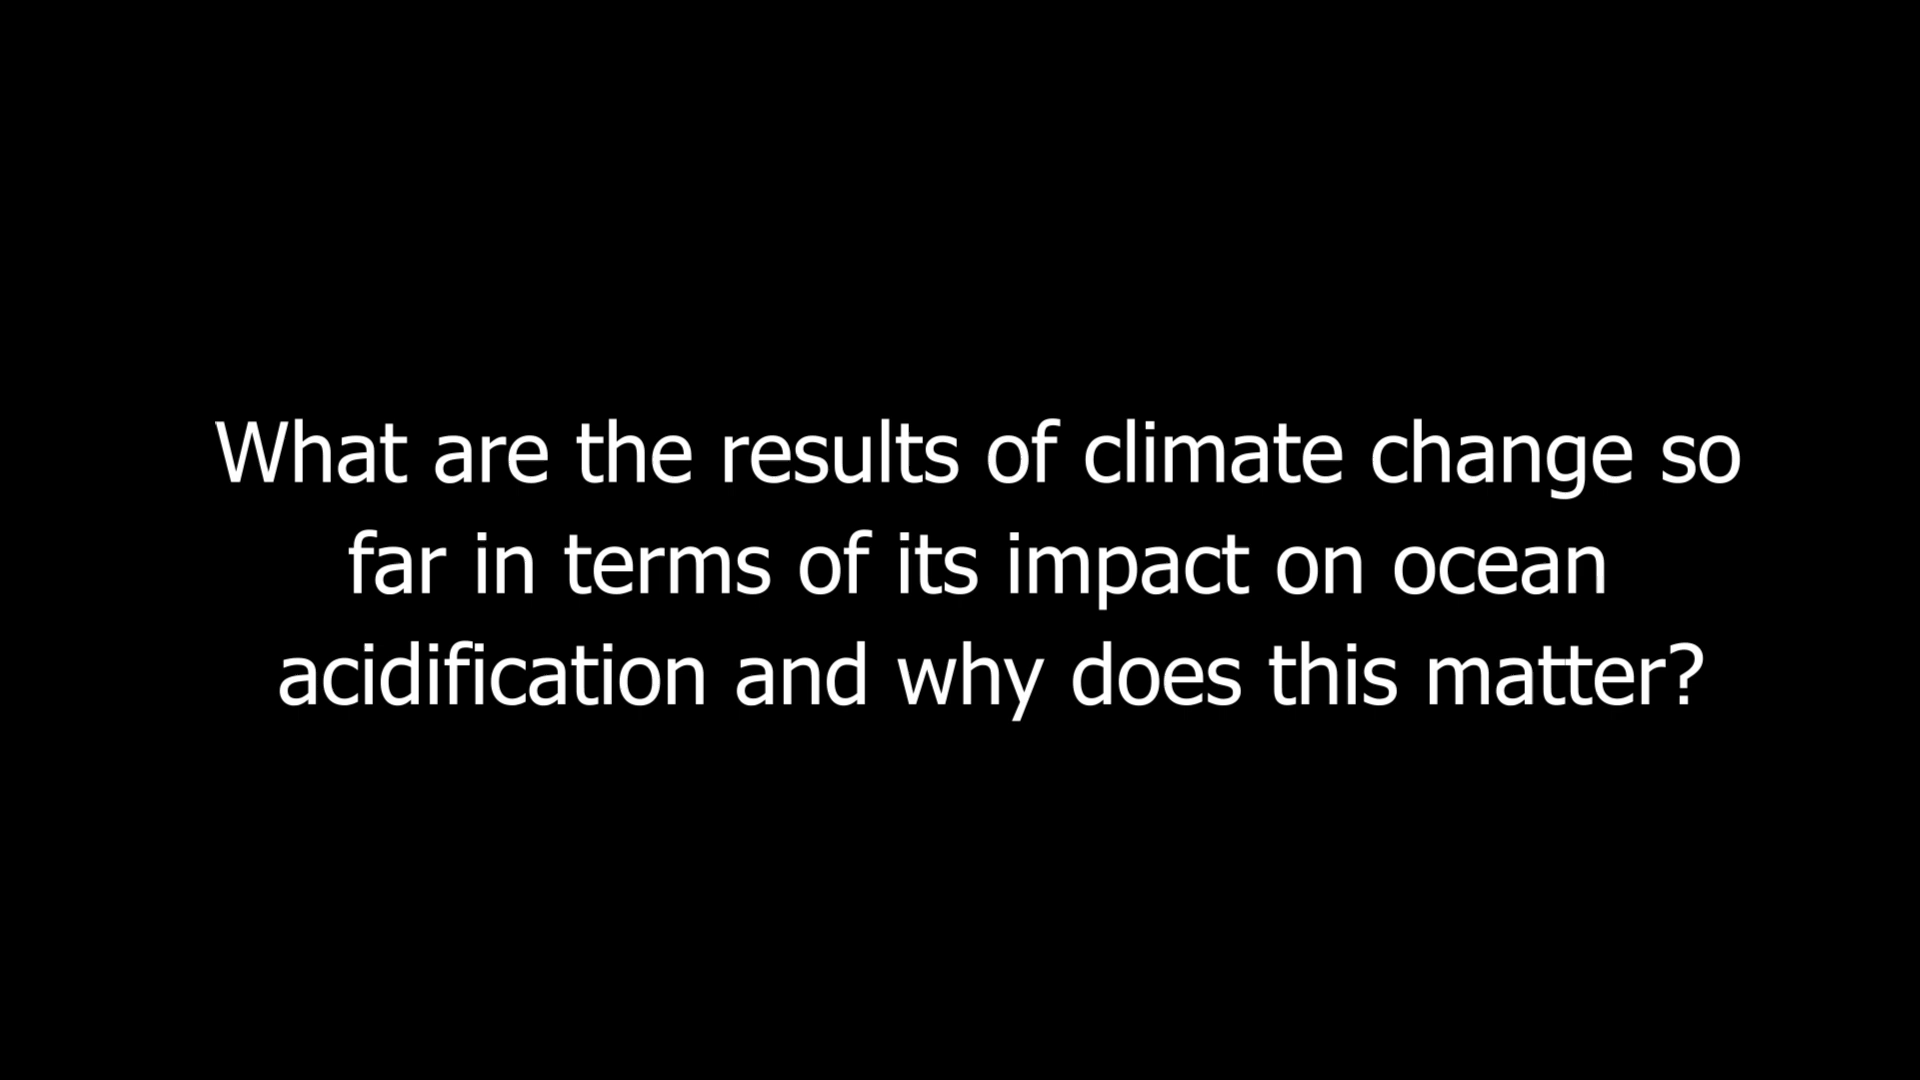 What are the results of climate change so
far in terms of its impact on ocean
acidification and why does this matter?